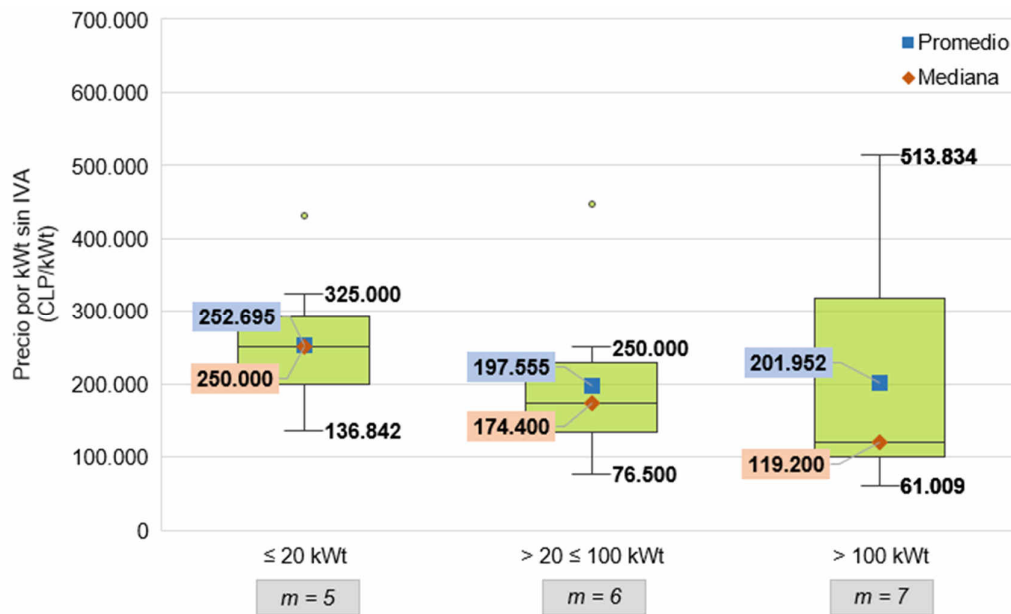 700.000
600.000
500.000
400.000
300.000
200.000
100.000
0
Precio por kWt sin IVA
(CLP/kWt)
Promedio
Mediana
325.000
252.695
250.000
136.842
250.000
197.555
174.400
76.500
513.834
201.952
119.200
61.009
≤ 20 kWt
> 20 ≤ 100 kWt
> 100 kWt
m = 5
m = 6
m = 7